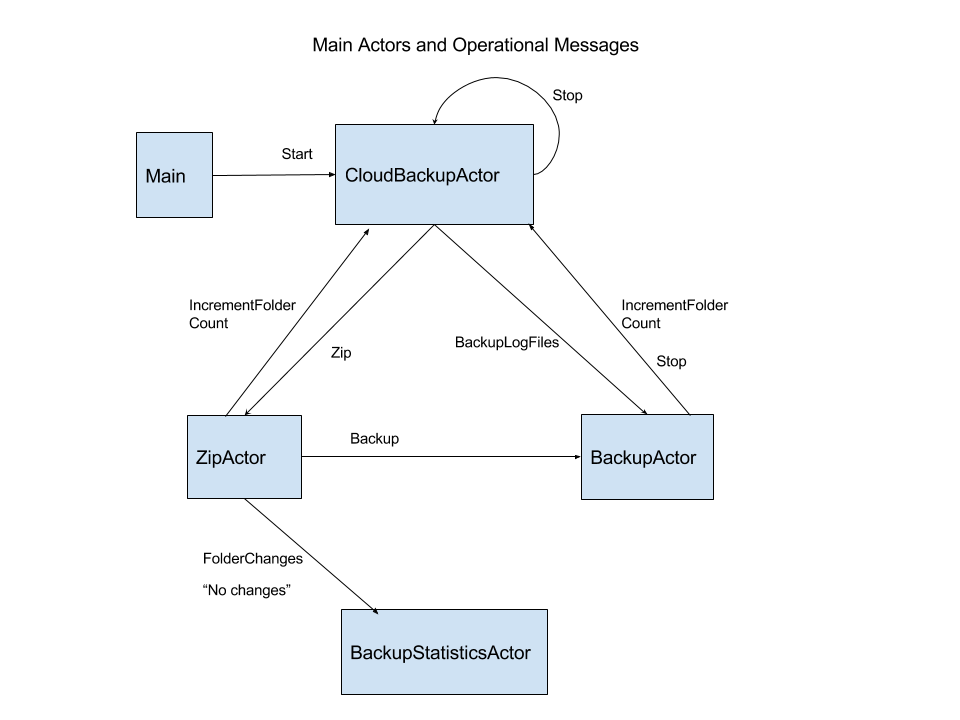 Main Actors and Operational Messages
Stop
Start
Main
CloudBackupActor
IncrementFolder
Count
IncrementFolder
Count
Zip
BackupLogFiles
Stop
Backup
ZipActor
BackupActor
FolderChanges
“No changes”
BackupStatisticsActor